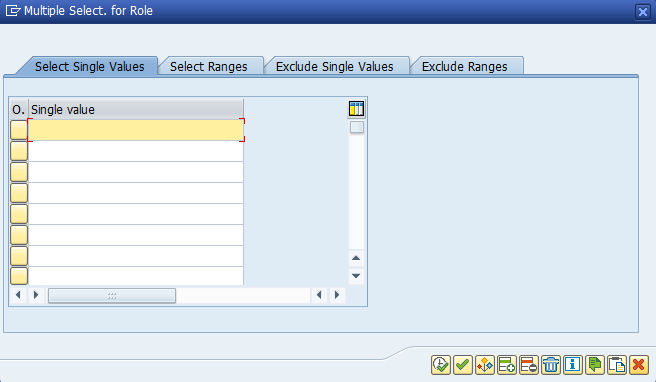 Multiple Select. for Role
Select Single Values
Select Ranges
Exclude Single Values
Exclude Ranges
O. Single value